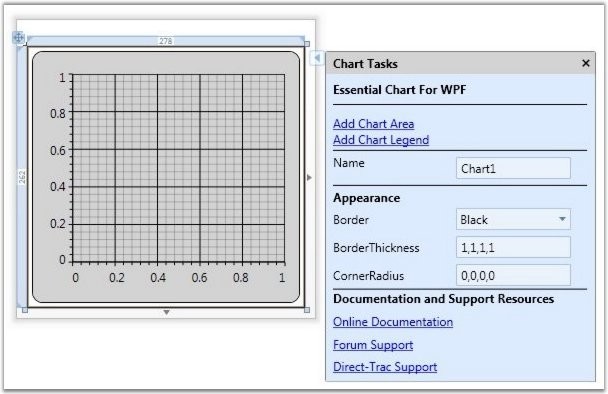 278
262
1
0.8
0.6
0.4
0.2
0
0 0.2 0.4 0.6 0.8 1
Chart Tasks ×
Essential Chart For WPF
Add Chart Area
Add Chart Legend
Name Chart1
Appearance
Border Black
BorderThickness 1,1,1,1
CornerRadius 0,0,0,0
Documentation and Support Resources
Online Documentation
Forum Support
Direct-Trac Support